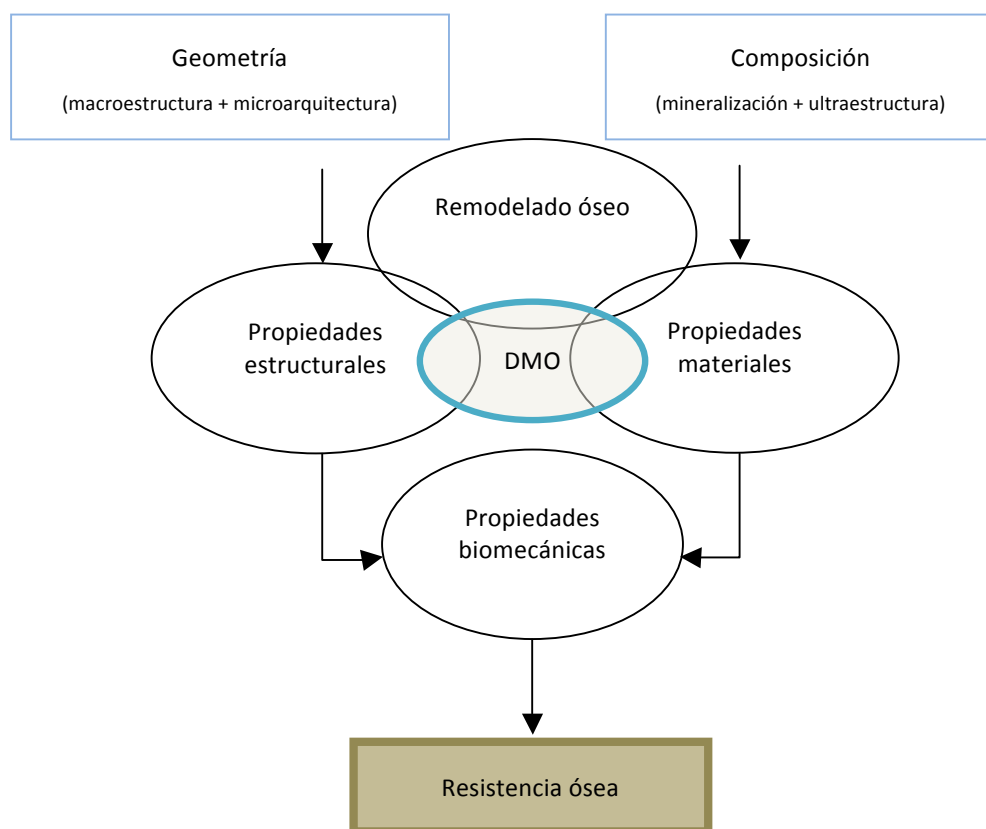 Geometría
(macroestructura + microarquitectura)
Composición
(mineralización + ultraestructura)
Remodelado óseo
Propiedades
estructurales
DMO
Propiedades
materiales
Propiedades
biomecánicas
Resistencia ósea